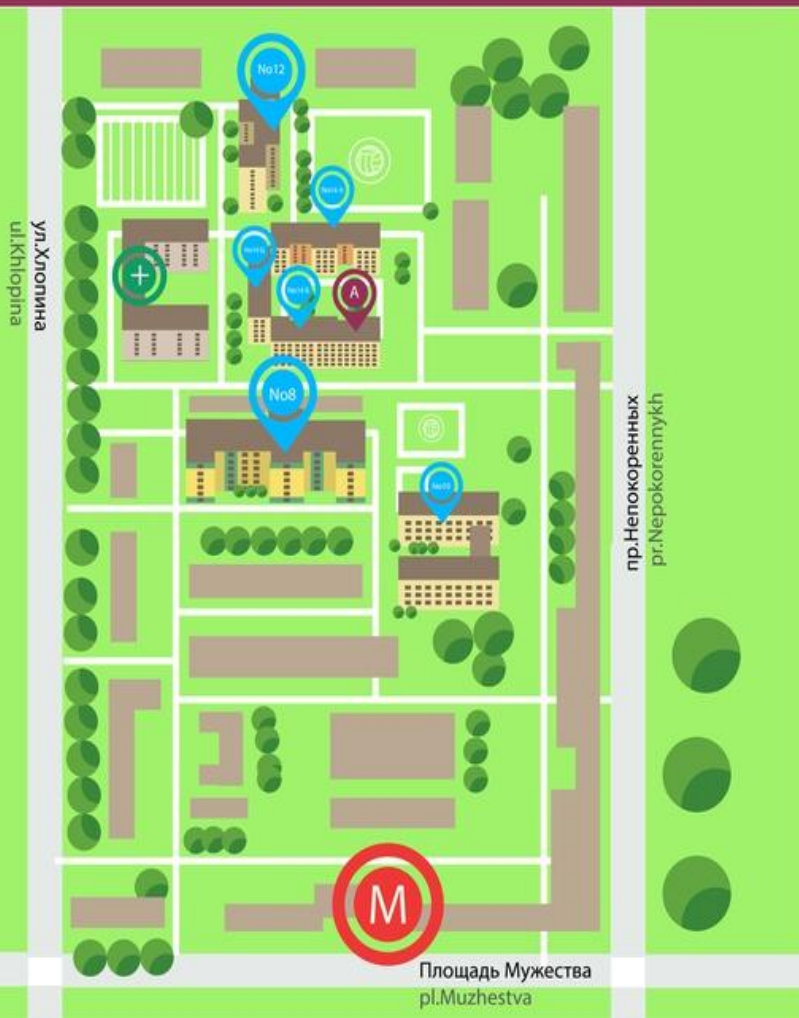 No12
A
+
No8
ул.Хлопина
ul.Khlopina
пр.Непокоренных
pr.Nepokorennykh
M
Площадь Мужества
pl.Muzhestva